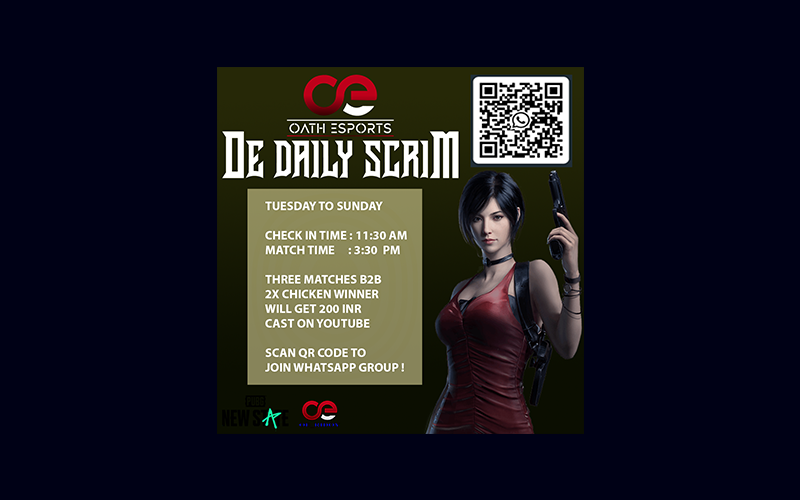 OATH ESPORTS
OE DAILY SCRIM
TUESDAY TO SUNDAY
CHECK IN TIME : 11:30 AM
MATCH TIME : 3:30 PM
THREE MATCHES B2B
2X CHICKEN WINNER
WILL GET 200 INR
CAST ON YOUTUBE
SCAN QR CODE TO
JOIN WHATSAPP GROUP !
PUBG
NEW STATE